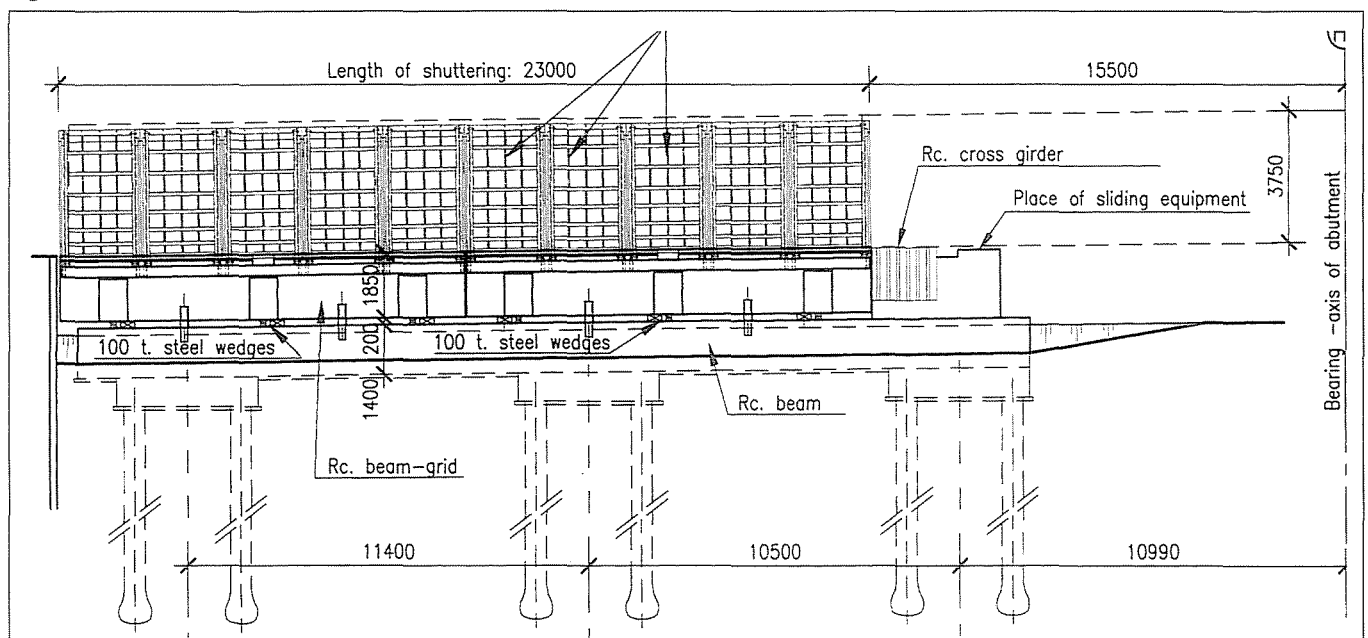 Length of shuttering: 23000
15500
Rc. cross girder
Place of sliding equipment
3750
Bearing -axis of abutment
1850
200
1400
100 t. steel wedges
100 t. steel wedges
Rc. beam
Rc. beam-grid
11400
10500
10990